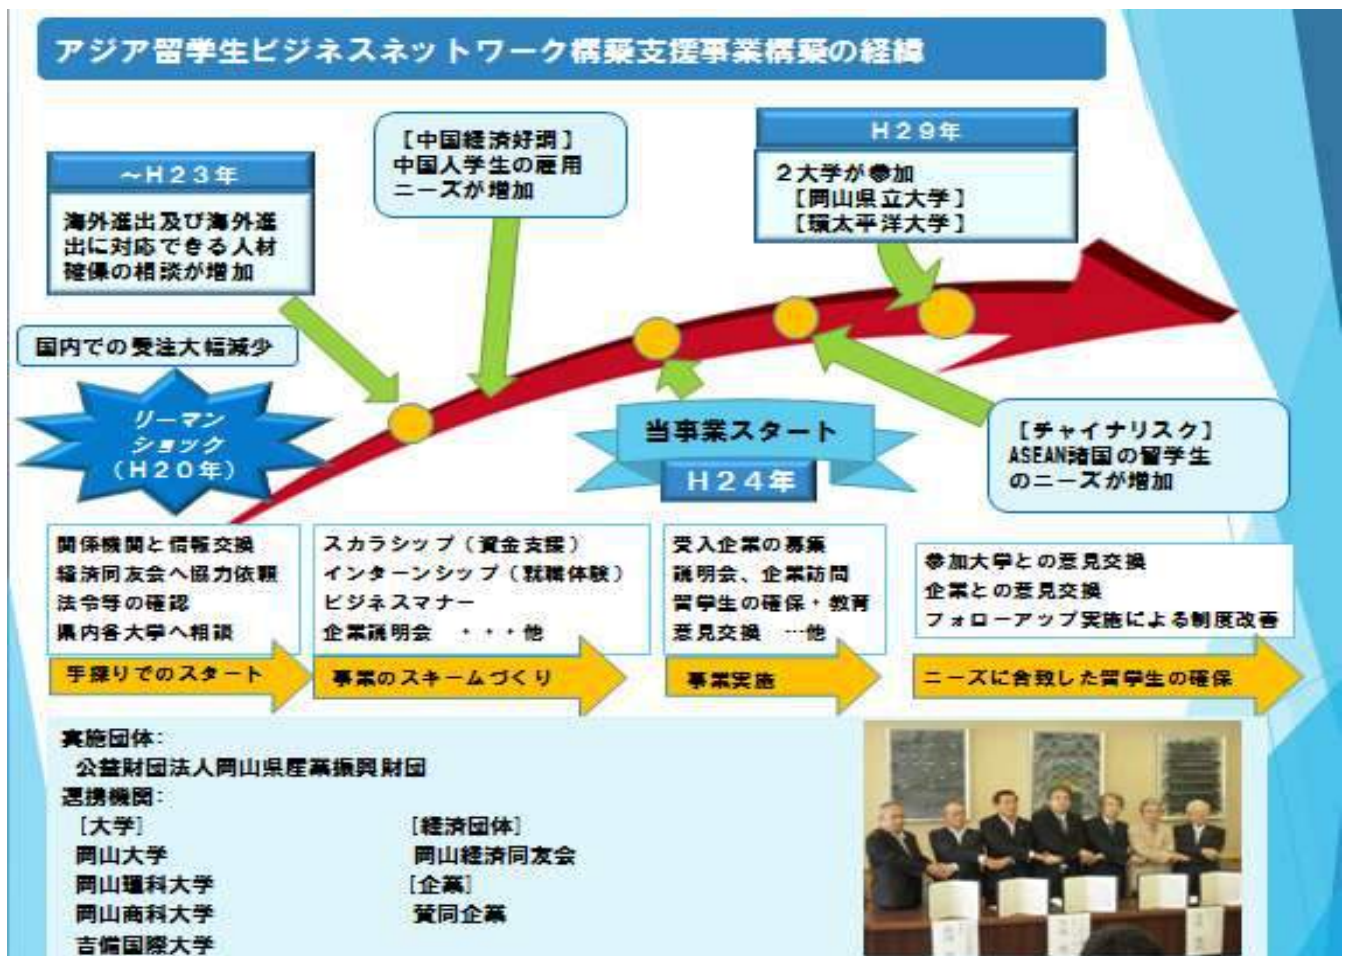 アジア留学生ビジネスネットワーク構築支援事業構築の経緯
～H23年
海外進出及び海外進
出に対応できる人材
確保の相談が増加
【中国経済好調】
中国人学生の雇用
ニーズが増加
H29年
2大学が参加
【岡山県立大学】
【環太平洋大学】
国内での受注大幅減少
リーマン
ショック
（H20年）
当事業スタート
H24年
【チャイナリスク】
ASEAN諸国の留学生
のニーズが増加
関係機関と情報交換
経済同友会へ協力依頼
法令等の確認
県内各大学へ相談
手探りでのスタート
スカラシップ（資金支援）
インターンシップ（就職体験）
ビジネスマナー
企業説明会　・・・他
事業のスキームづくり
受入企業の募集
説明会、企業訪問
留学生の確保・教育
意見交換　…他
事業実施
参加大学との意見交換
企業との意見交換
フォローアップ実施による制度改善
ニーズに合致した留学生の確保
実施団体：
公益財団法人岡山県産業振興財団
連携機関：
[大学]
岡山大学
岡山理科大学
岡山商科大学
吉備国際大学
[経済団体]
岡山経済同友会
[企業]
賛同企業